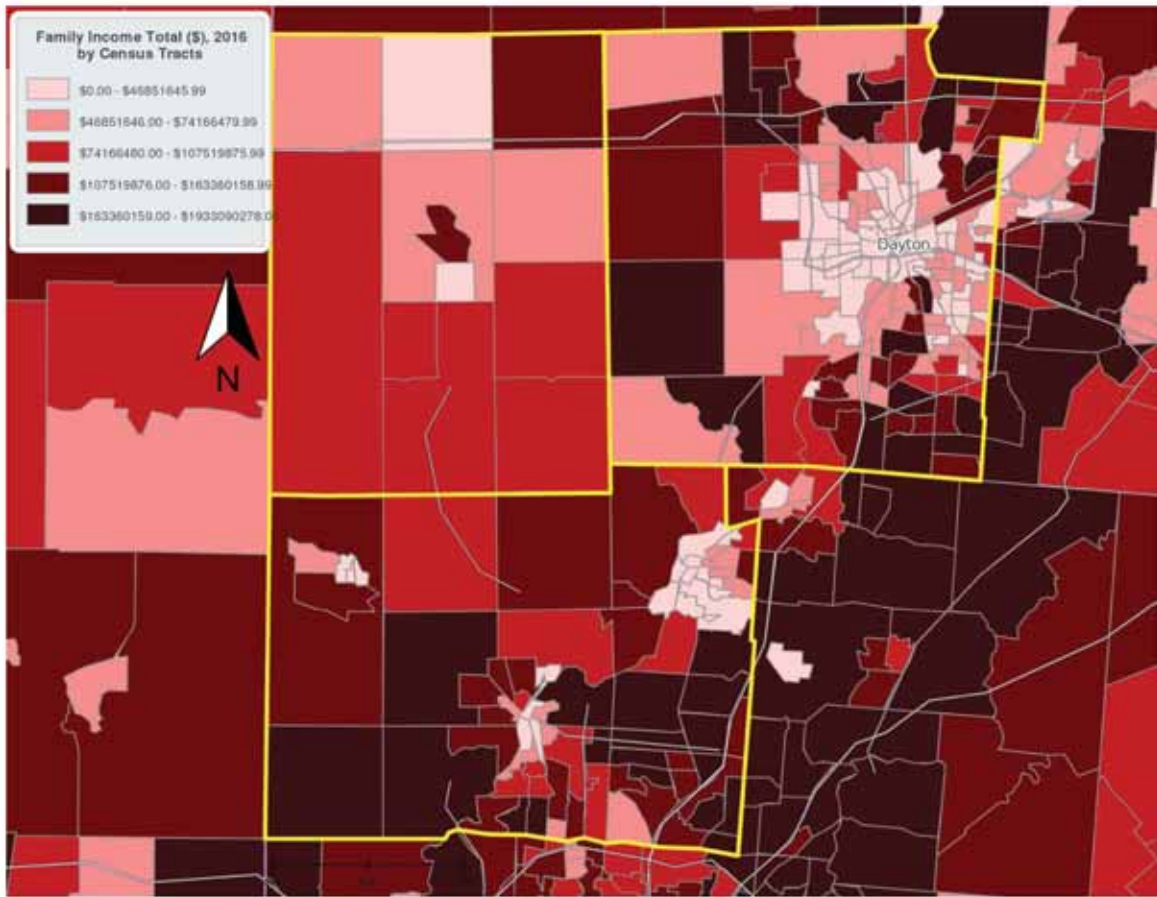 Family Income Total ($), 2016
by Census Tracts
$0.00 - $46851645.99
$46851646.00 - $74166479.99
$74166480.00 - $107519875.99
$107519876.00 - $163360158.99
$163360159.00 - $1933090278.0
N
Dayton